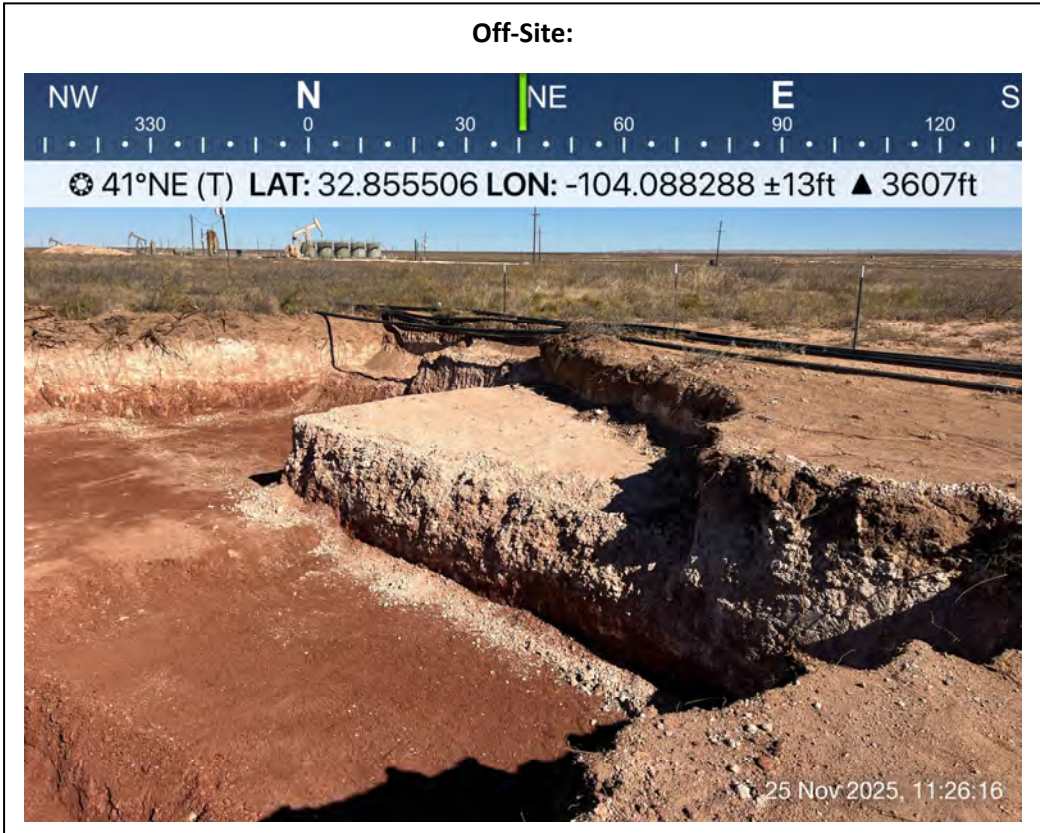 Off-Site:
NW N NE E S
330 0 30 60 90 120
41°NE (T) LAT: 32.855506 LON: -104.088288 ±13ft ▲ 3607ft
25 Nov 2025, 11:26:16